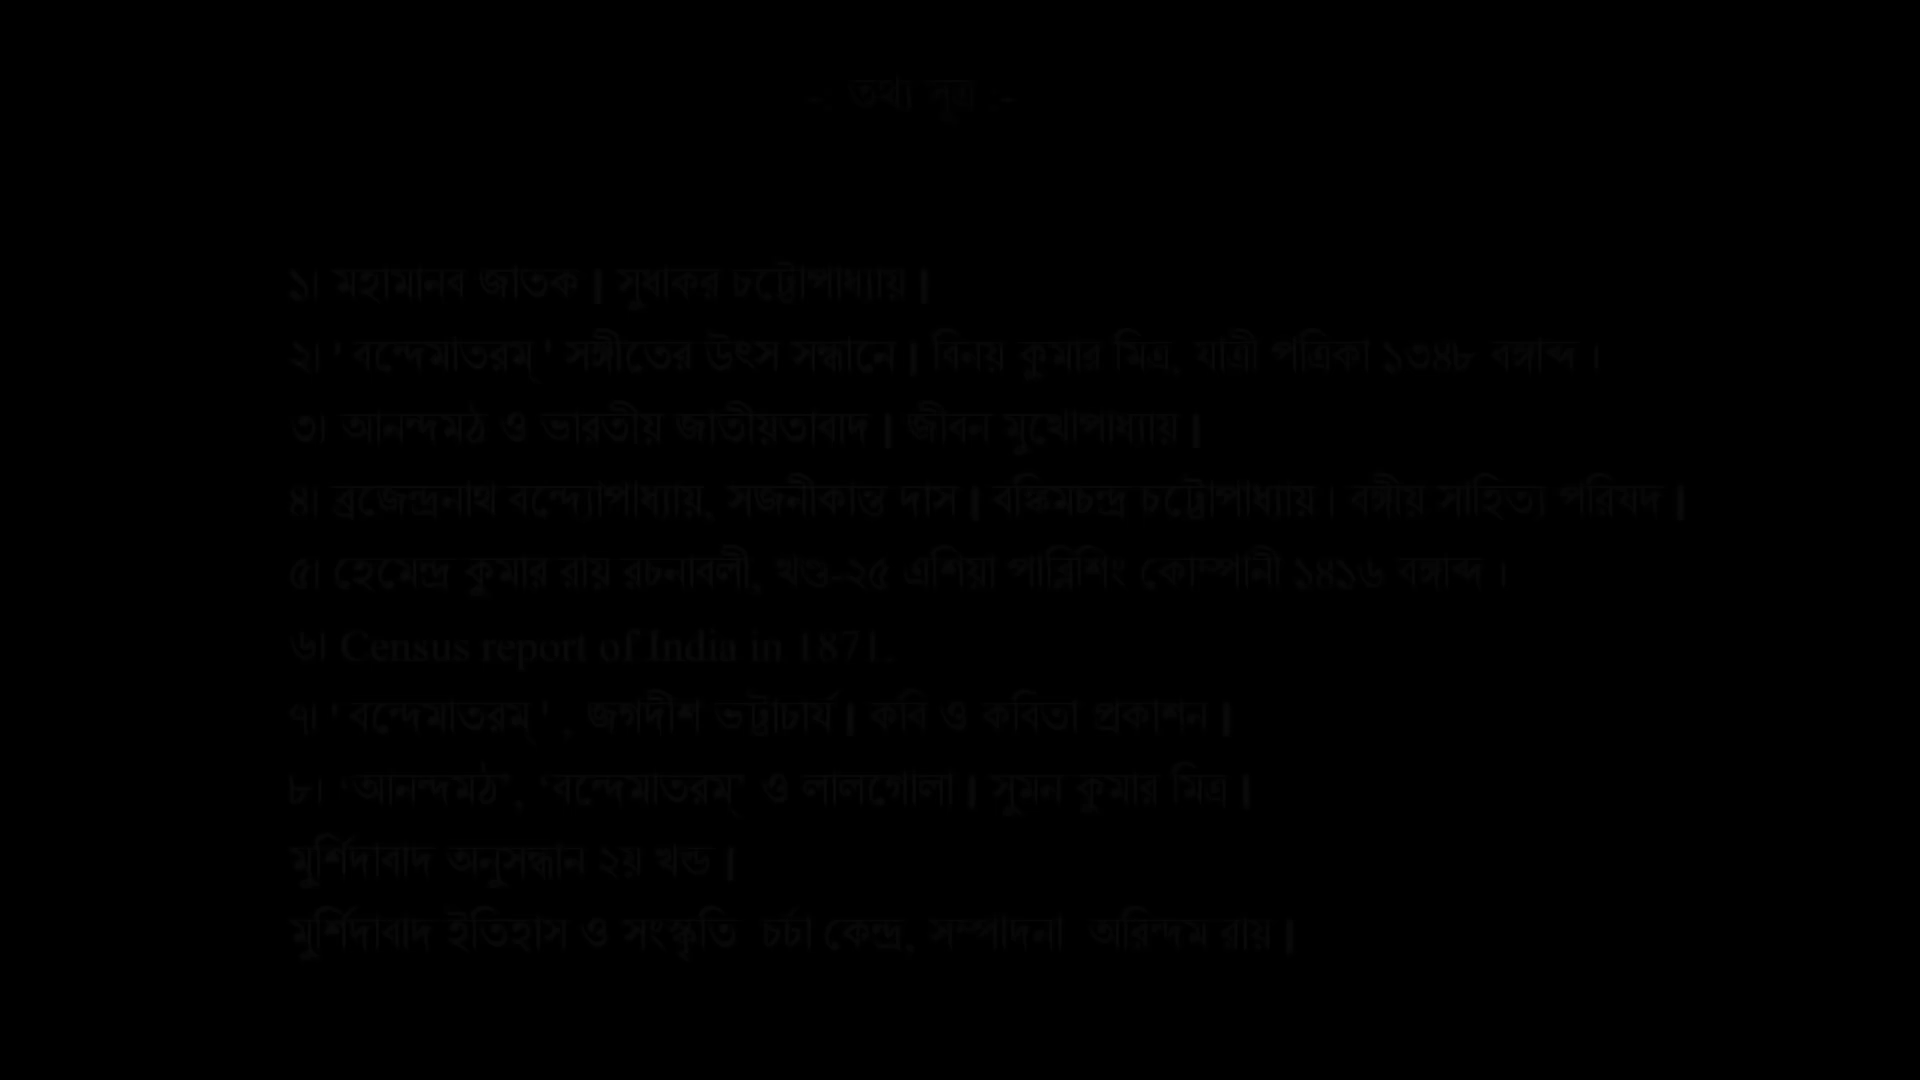 -: তথ্য সূত্র :-
১। মহামানব জাতক | সুধাকর চট্টোপাধ্যায় |
২। ' বন্দেমাতরম্ ' সঙ্গীতের উৎস সন্ধানে | বিনয় কুমার মিত্র, যাত্রী পত্রিকা ১৩৪৮ বঙ্গাব্দ ।
৩। আনন্দমঠ ও ভারতীয় জাতীয়তাবাদ | জীবন মুখোপাধ্যায় |
৪। ব্রজেন্দ্রনাথ বন্দ্যোপাধ্যায়, সজনীকান্ত দাস | বঙ্কিমচন্দ্র চট্টোপাধ্যায় । বঙ্গীয় সাহিত্য পরিষদ |
৫। হেমেন্দ্র কুমার রায় রচনাবলী, খণ্ড-২৫ এশিয়া পাব্লিশিং কোম্পানী ১৪১৬ বঙ্গাব্দ ।
৬। Census report of India in 1871.
৭। ' বন্দেমাতরম্ ' , জগদীশ ভট্টাচার্য | কবি ও কবিতা প্রকাশন |
৮। ‘আনন্দমঠ’, ‘বন্দেমাতরম্’ ও লালগোলা | সুমন কুমার মিত্র |
মুর্শিদাবাদ অনুসন্ধান ২য় খন্ড |
মুর্শিদাবাদ ইতিহাস ও সংস্কৃতি চর্চা কেন্দ্র, সম্পাদনা অরিন্দম রায় |